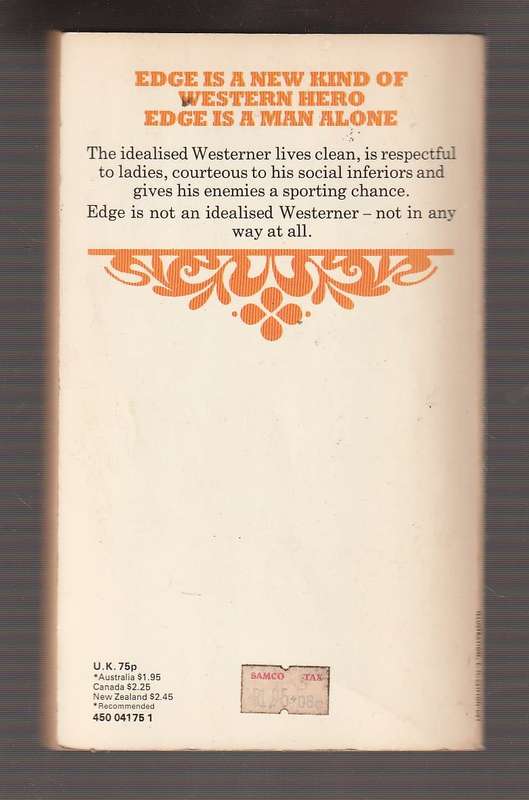 EDGE IS A NEW KIND OF
WESTERN HERO
EDGE IS A MAN ALONE
The idealised Westerner lives clean, is respectful
to ladies, courteous to his social inferiors and
gives his enemies a sporting chance.
Edge is not an idealised Westerner – not in any
way at all.
U.K. 75p
*Australia $1.95
Canada $2.25
New Zealand $2.45
*Recommended
450 04175 1
SAMCO TAX